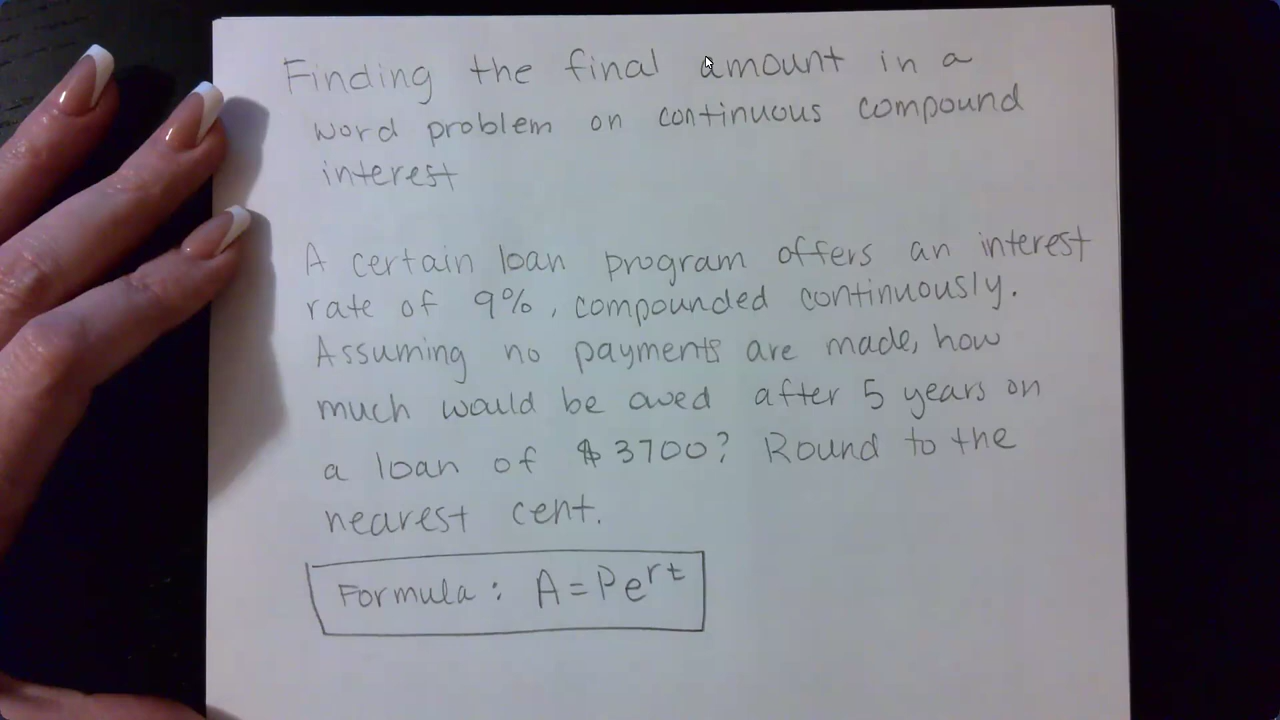 Finding the final amount in a
word problem on continuous compound
interest
A certain loan program offers an interest
rate of 9%, compounded continuously.
Assuming no payments are made, how
much would be owed after 5 years on
a loan of $3700? Round to the
nearest cent.
Formula: A = Pe^{rt}